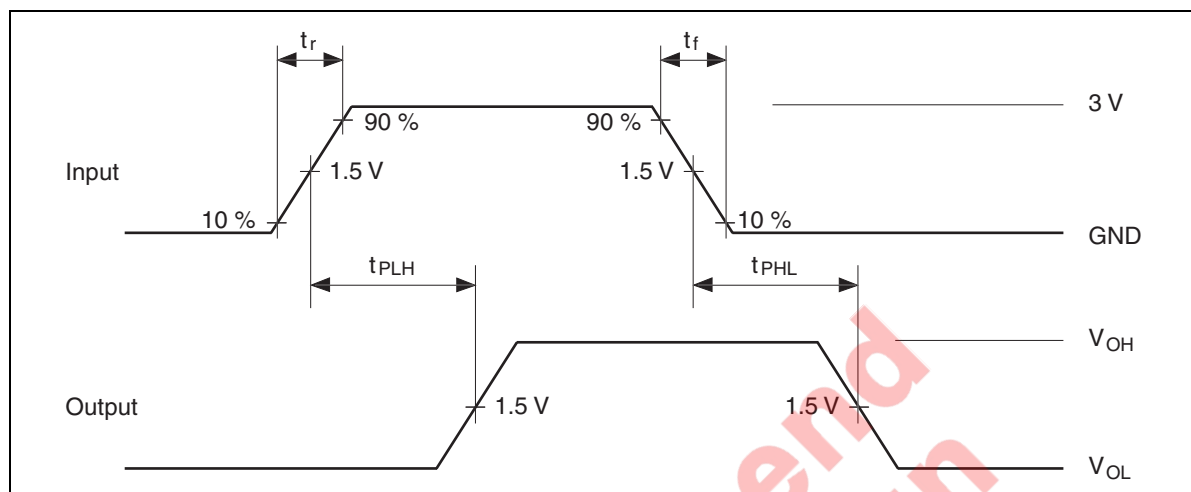 tr
tf
3 V
90 %
90 %
Input
1.5 V
1.5 V
10 %
10 %
GND
tPLH
tPHL
VOH
Output
1.5 V
1.5 V
VOL
end